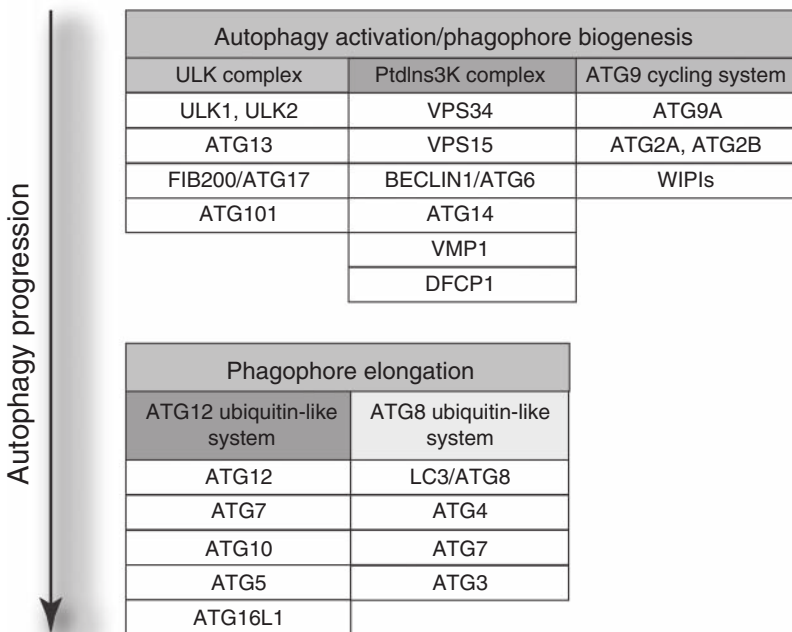 Autophagy progression
Autophagy activation/phagophore biogenesis
ULK complex PtdIns3K complex ATG9 cycling system
ULK1, ULK2 VPS34 ATG9A
ATG13 VPS15 ATG2A, ATG2B
FIB200/ATG17 BECLIN1/ATG6 WIPIs
ATG101 ATG14
VMP1
DFCP1
Phagophore elongation
ATG12 ubiquitin-like ATG8 ubiquitin-like
system system
ATG12 LC3/ATG8
ATG7 ATG4
ATG10 ATG7
ATG5 ATG3
ATG16L1